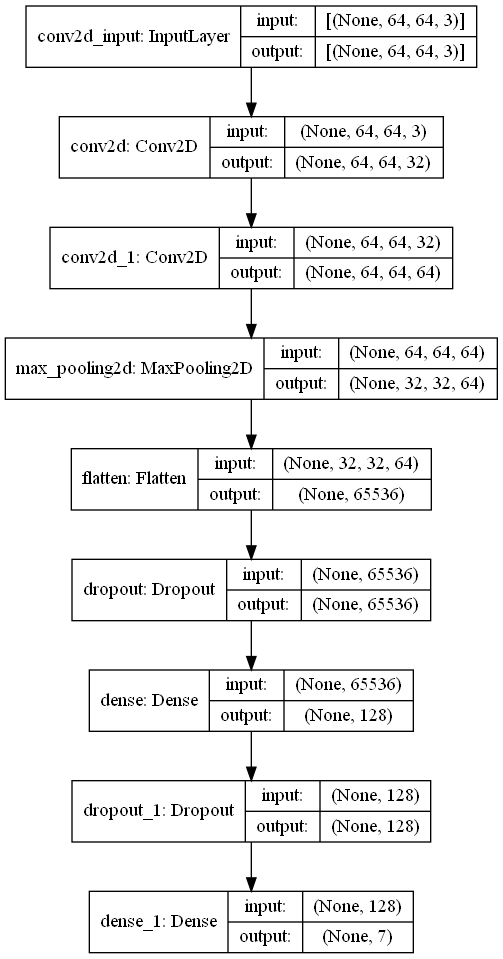 conv2d_input: InputLayer
input: [(None, 64, 64, 3)]
output: [(None, 64, 64, 3)]
conv2d: Conv2D
input: (None, 64, 64, 3)
output: (None, 64, 64, 32)
conv2d_1: Conv2D
input: (None, 64, 64, 32)
output: (None, 64, 64, 64)
max_pooling2d: MaxPooling2D
input: (None, 64, 64, 64)
output: (None, 32, 32, 64)
flatten: Flatten
input: (None, 32, 32, 64)
output: (None, 65536)
dropout: Dropout
input: (None, 65536)
output: (None, 65536)
dense: Dense
input: (None, 65536)
output: (None, 128)
dropout_1: Dropout
input: (None, 128)
output: (None, 128)
dense_1: Dense
input: (None, 128)
output: (None, 7)